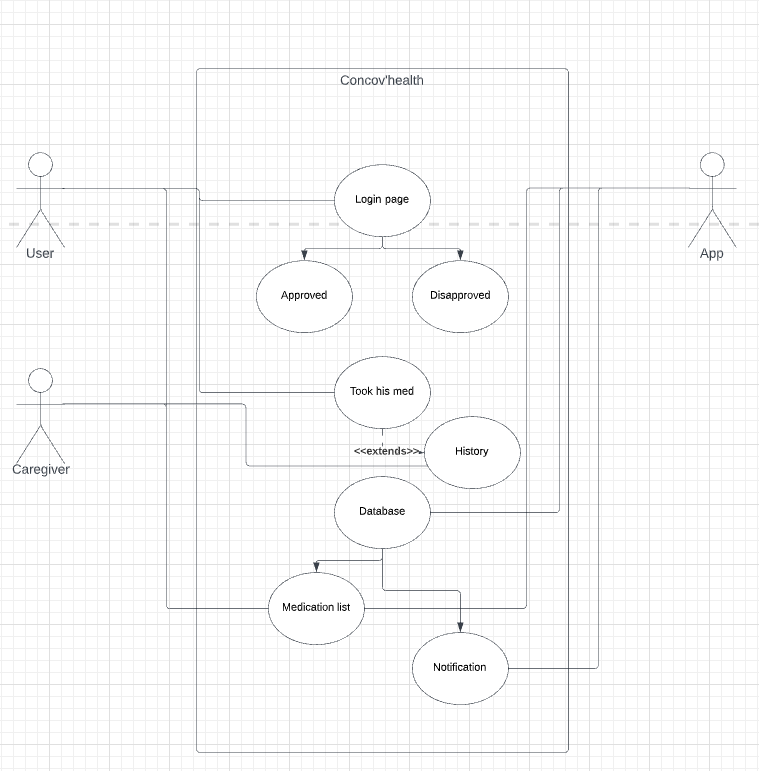 Concov'health
Login page
User
App
Approved
Disapproved
Took his med
<<extends>>
History
Caregiver
Database
Medication list
Notification